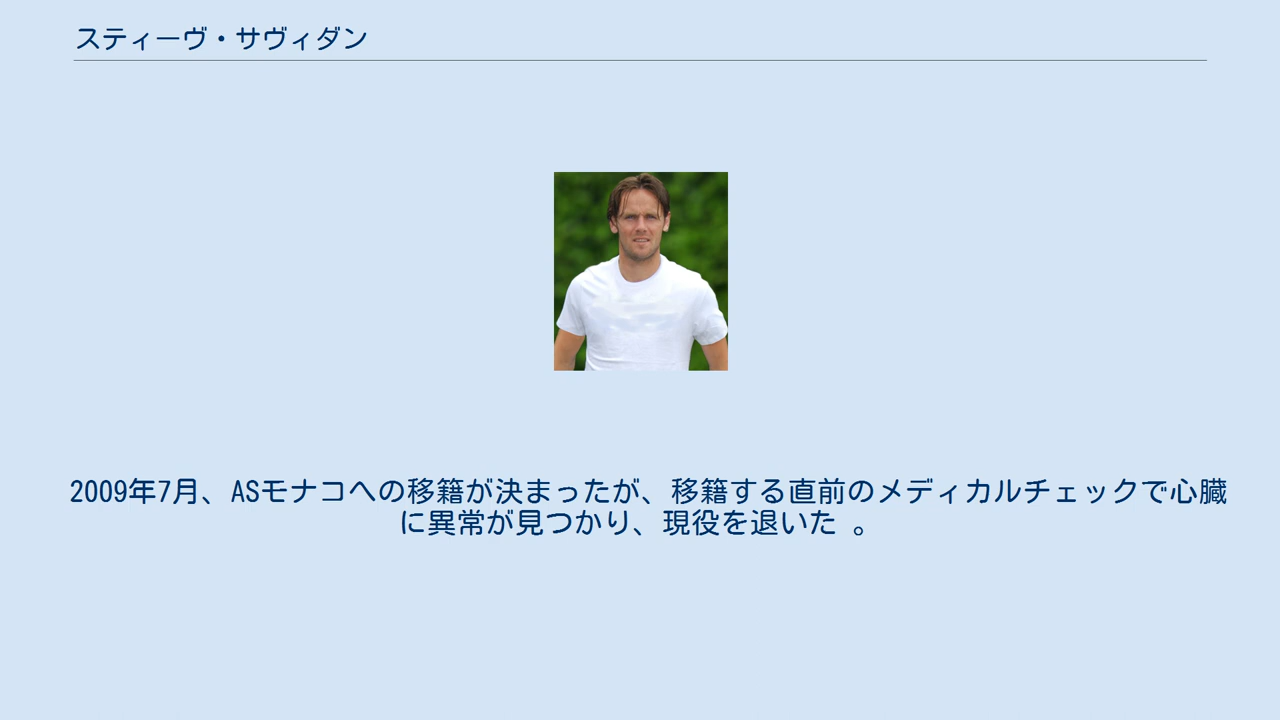 スティーヴ・サヴィダン
2009年7月、ASモナコへの移籍が決まったが、移籍する直前のメディカルチェックで心臓
に異常が見つかり、現役を退いた 。